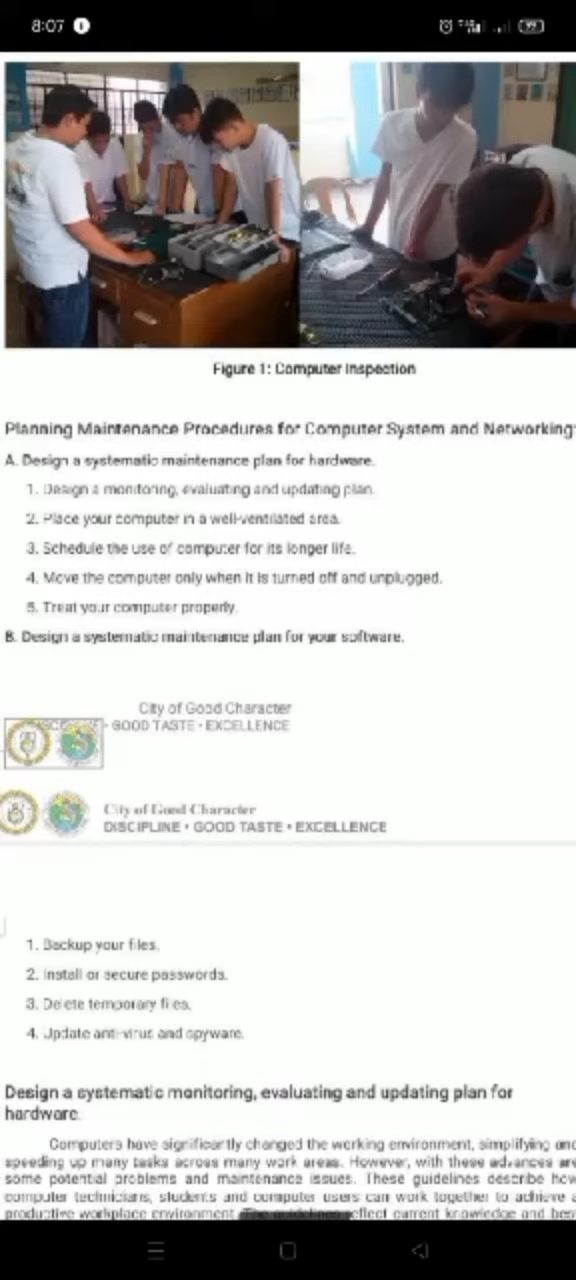 8:07
99
Figure 1: Computer Inspection
Planning Maintenance Procedures for Computer System and Networking:
A. Design a systematic maintenance plan for hardware.
1. Design a monitoring, evaluating and updating plan.
2. Place your computer in a well-ventilated area.
3. Schedule the use of computer for its longer life.
4. Move the computer only when it is turned off and unplugged.
5. Treat your computer properly.
B. Design a systematic maintenance plan for your software.
City of Good Character
• GOOD TASTE • EXCELLENCE
City of Good Character
DISCIPLINE • GOOD TASTE • EXCELLENCE
1. Backup your files.
2. Install or secure passwords.
3. Delete temporary files.
4. Update anti-virus and spyware.
Design a systematic monitoring, evaluating and updating plan for
hardware.
Computers have significantly changed the working environment, simplifying and
speeding up many tasks across many work areas. However, with these advances are
some potential problems and maintenance issues. These guidelines describe how
computer technicians, students and computer users can work together to achieve a
productive workplace environment. The guidelines reflect current knowledge and